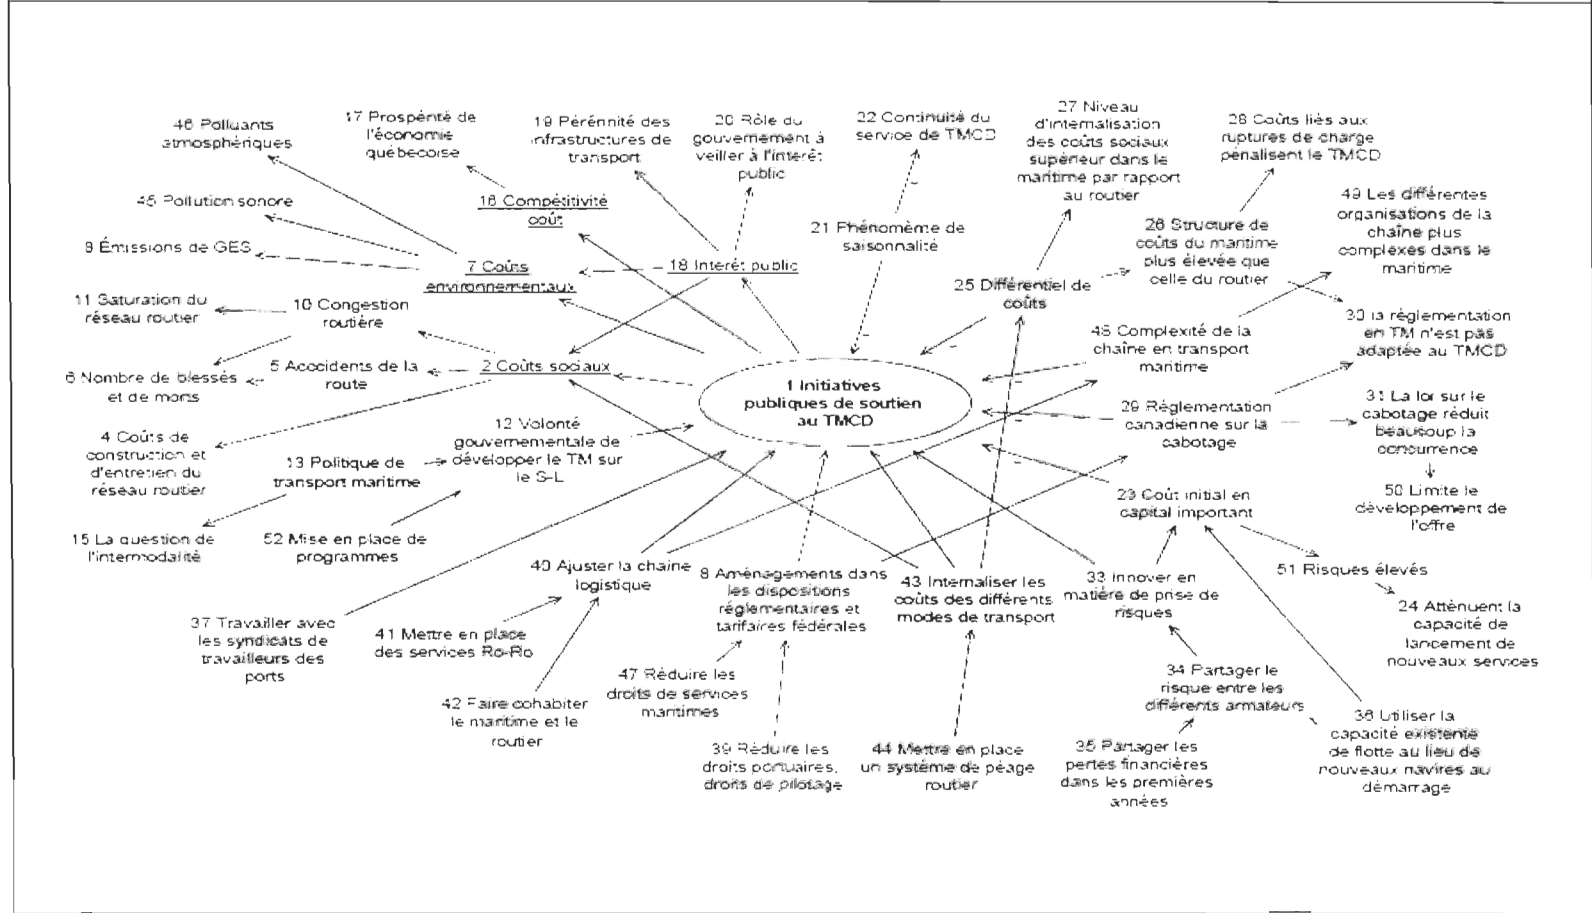 46 Polluants
atmosphériques
17 Prospérité de
l'économie
québecoise
19 Pérénnité des
infrastructures de
transport
20 Rôle du
gouvernement à
veiller à l'interêt
public
22 Continuité du
service de TMCD
27 Niveau
d'internalisation
des coûts sociaux
supérieur dans le
maritime par rapport
au routier
28 Coûts liés aux
ruptures de charge
pénalisent le TMCD
45 Pollution sonore
16 Compétitivité
coût
21 Phénomème de
saisonnalité
26 Structure de
coûts du maritime
plus élevée que
celle du routier
49 Les différentes
organisations de la
chaîne plus
complexes dans le
maritime
9 Émissions de GES
7 Coûts
environnementaux
18 Interêt public
25 Différentiel de
coûts
11 Saturation du
réseau routier
10 Congestion
routière
48 Complexité de la
chaîne en transport
maritime
30 la réglementation
en TM n'est pas
adaptée au TMCD
6 Nombre de blessés
et de morts
5 Accidents de la
route
2 Coûts sociaux
1 Initiatives
publiques de soutien
au TMCD
29 Réglementation
canadienne sur la
cabotage
31 La loi sur le
cabotage réduit
beaucoup la
concurrence
4 Coûts de
construction et
d'entretien du
réseau routier
13 Politique de
transport maritime
12 Volonté
gouvernementale de
développer le TM sur
le S-L
23 Coût initial en
capital important
50 Limite le
développement de
l'offre
15 La question de
l'intermodalité
52 Mise en place de
programmes
40 Ajuster la chaine
logistique
8 Aménagements dans
les dispositions
réglementaires et
tarifaires fédérales
43 Internaliser les
coûts des différents
modes de transport
33 Innover en
matière de prise de
risques
51 Risques élevés
24 Atténuent la
capacité de
lancement de
nouveaux services
37 Travailler avec
les syndicats de
travailleurs des
ports
41 Mettre en place
des services Ro-Ro
42 Faire cohabiter
le maritime et le
routier
47 Réduire les
droits de services
maritimes
34 Partager le
risque entre les
différents armateurs
39 Réduire les
droits portuaires,
droits de pilotage
44 Mettre en place
un système de péage
routier
35 Partager les
pertes financières
dans les premières
années
36 Utiliser la
capacité existente
de flotte au lieu de
nouveaux navires au
démarrage